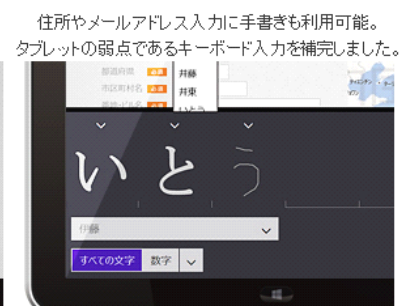 住所やメールアドレス入力に手書きも利用可能。
タブレットの弱点であるキーボード入力を補完しました。
都道府県 必須
井藤
市区町村名 必須
井東
必須
いとう
いとう
伊藤
すべての文字 数字